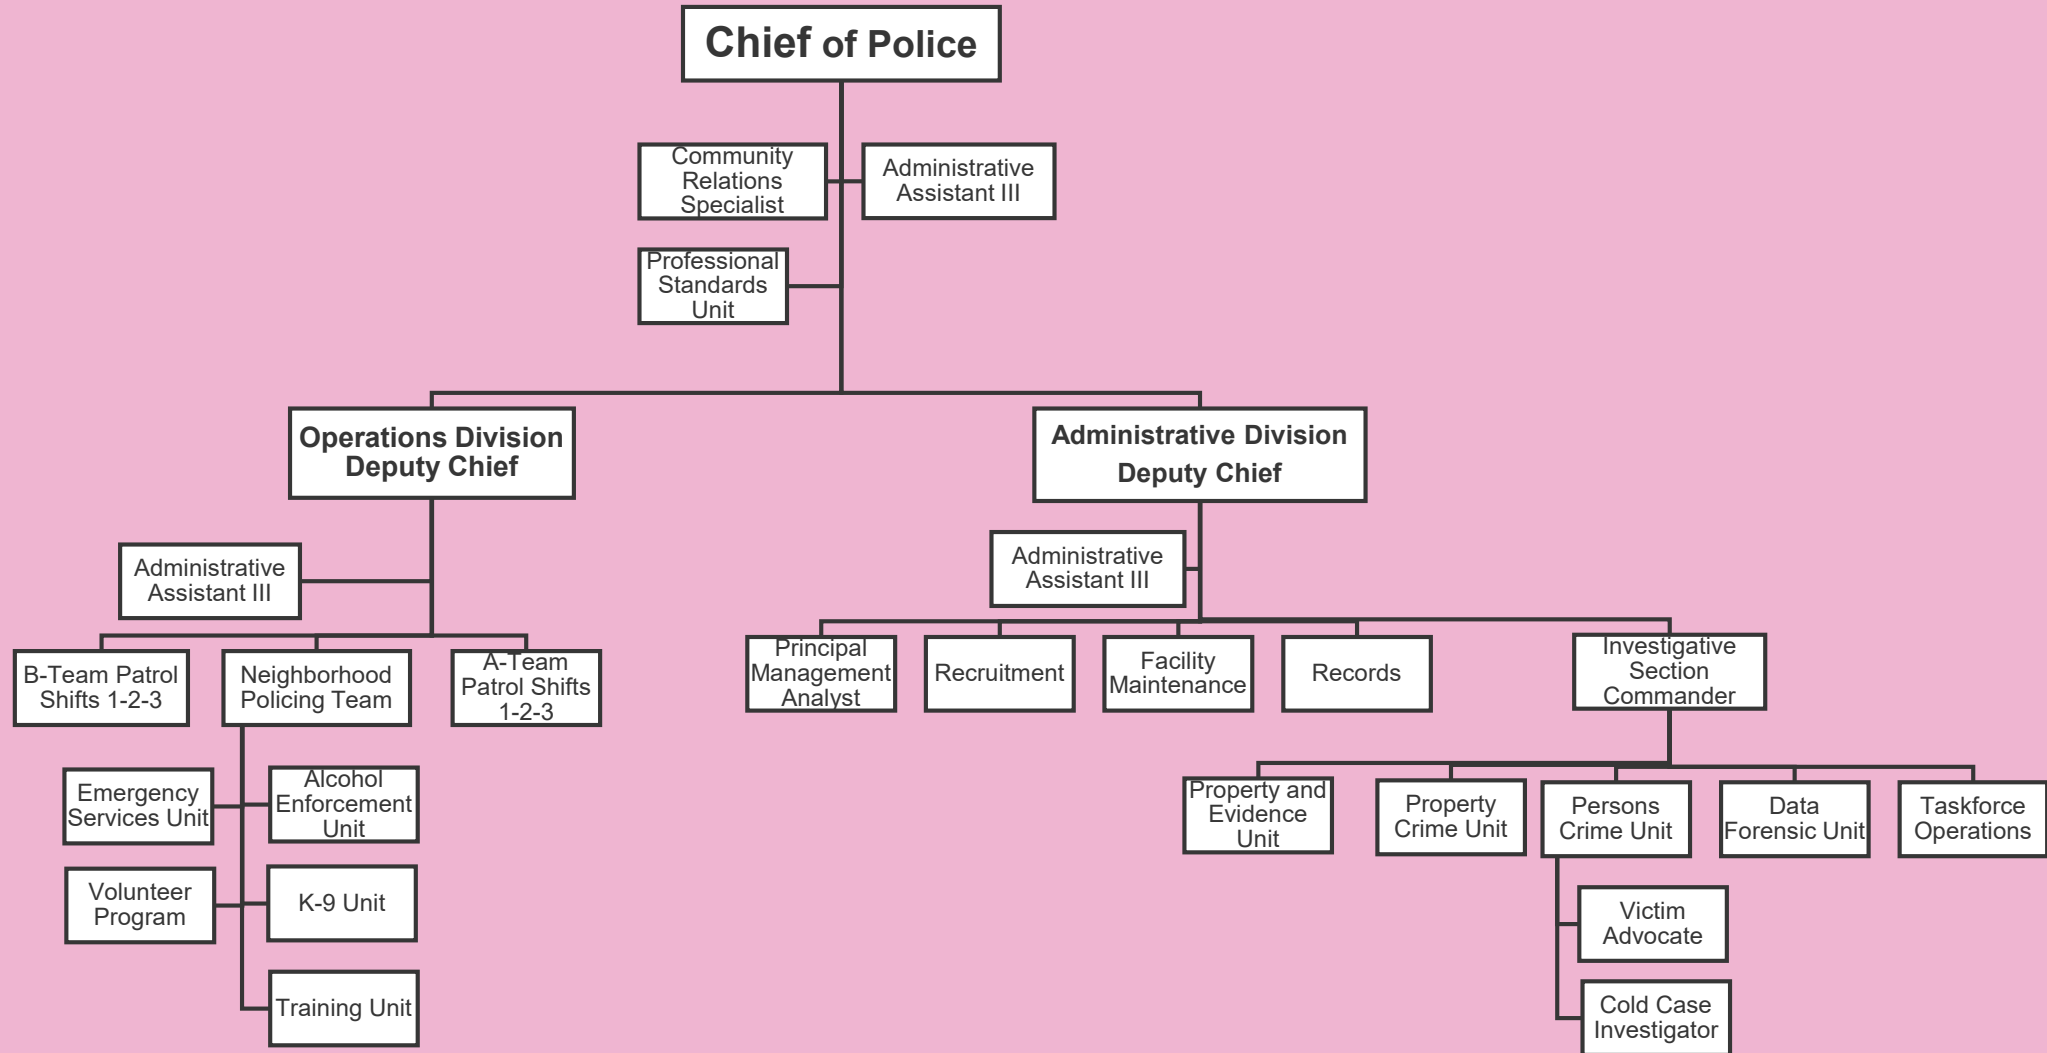 Chief of Police
Community
Relations
Specialist
Administrative
Assistant III
Professional
Standards
Unit
Operations Division
Deputy Chief
Administrative Division
Deputy Chief
Administrative
Assistant III
Administrative
Assistant III
B-Team Patrol
Shifts 1-2-3
Neighborhood
Policing Team
A-Team
Patrol Shifts
1-2-3
Principal
Management
Analyst
Recruitment
Facility
Maintenance
Records
Investigative
Section
Commander
Emergency
Services Unit
Alcohol
Enforcement
Unit
Volunteer
Program
K-9 Unit
Training Unit
Property and
Evidence
Unit
Property
Crime Unit
Persons
Crime Unit
Data
Forensic Unit
Taskforce
Operations
Victim
Advocate
Cold Case
Investigator